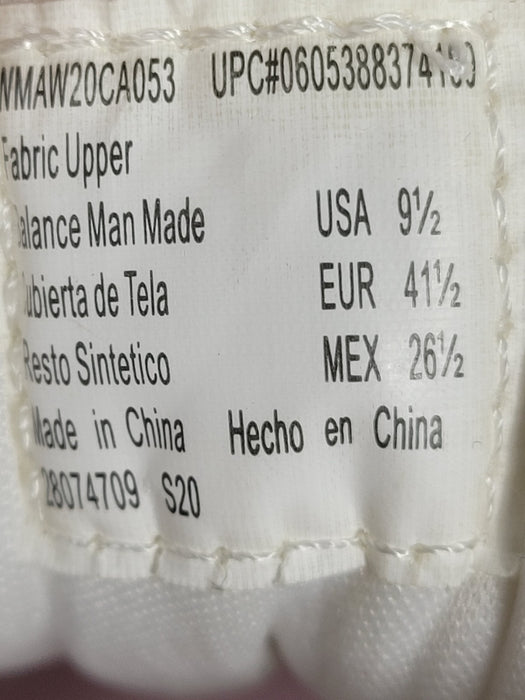 WMAW20CA053 UPC#
Fabric Upper
Balance Man Made USA 9½
Cubierta de Tela EUR 41½
Resto Sintetico MEX 26½
Made in China Hecho en China
28074709 S20